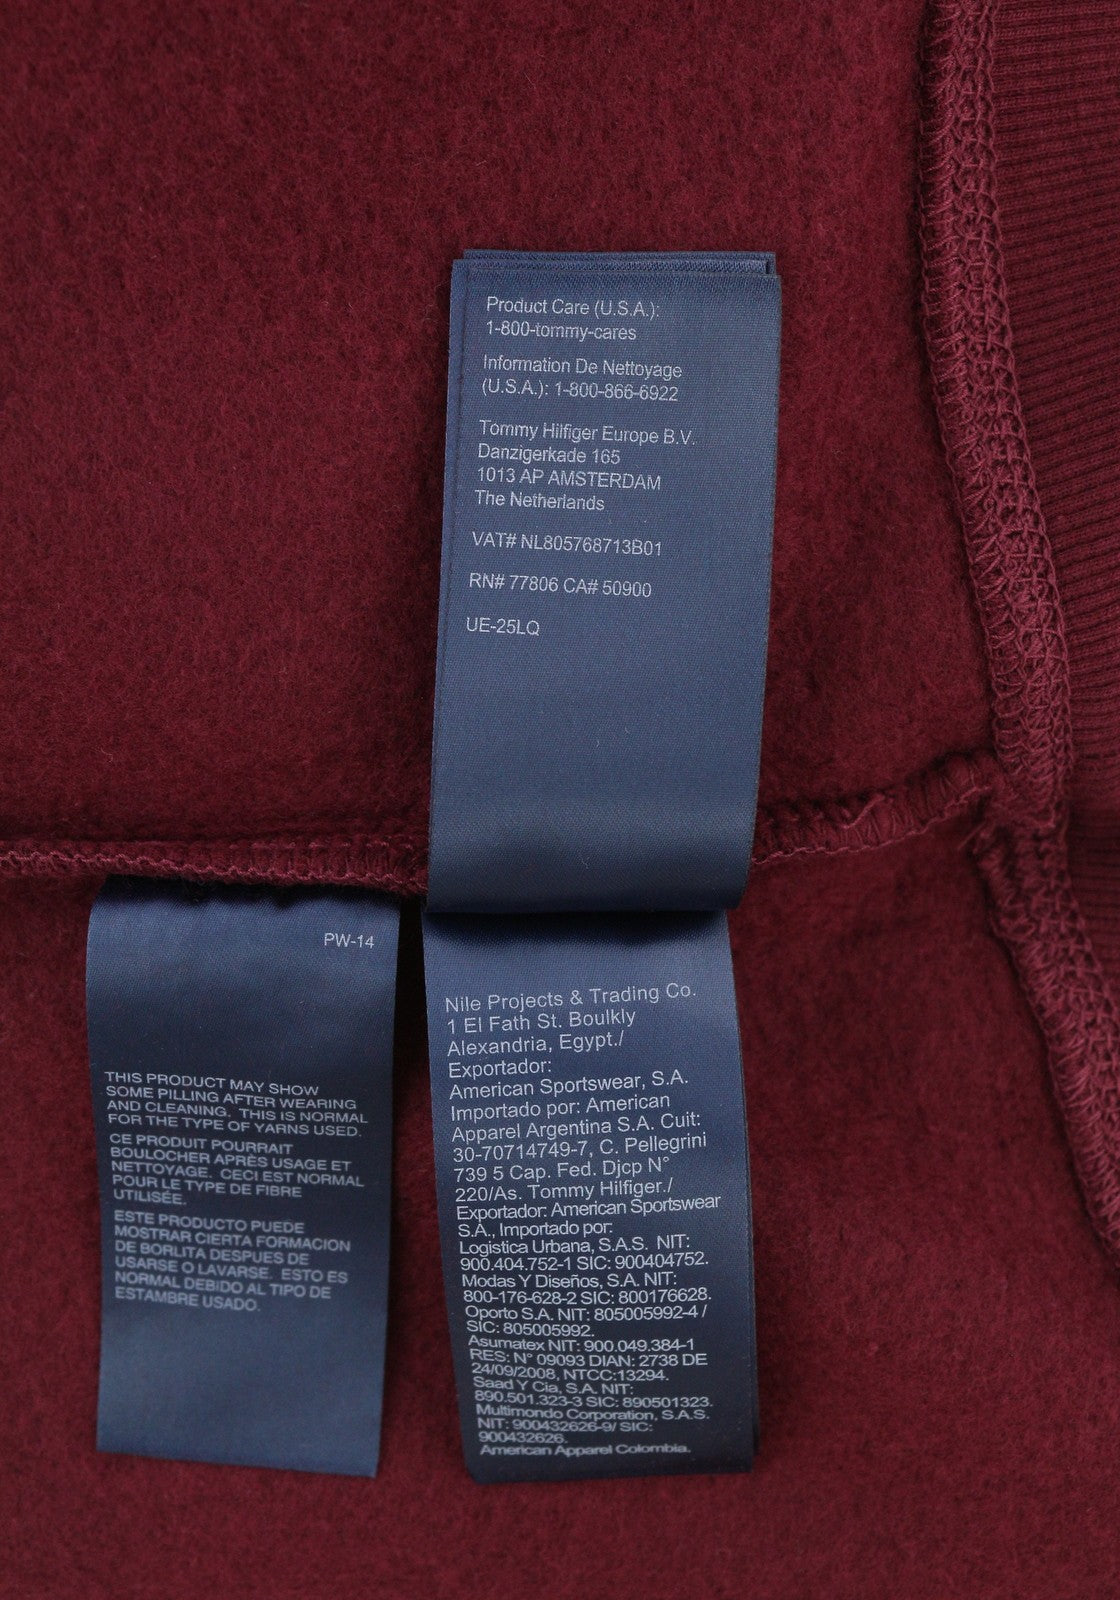 Product Care (U.S.A.):
1-800-tommy-cares
Information De Nettoyage
(U.S.A.): 1-800-866-6922
Tommy Hilfiger Europe B.V.
Danzigerkade 165
1013 AP AMSTERDAM
The Netherlands
VAT# NL805768713B01
RN# 77806 CA# 50900
UE-25LQ
PW-14
THIS PRODUCT MAY SHOW
SOME PILLING AFTER WEARING
AND CLEANING. THIS IS NORMAL
FOR THE TYPE OF YARNS USED.
CE PRODUIT POURRAIT
BOULOCHER APRÈS USAGE ET
NETTOYAGE. CECI EST NORMAL
POUR LE TYPE DE FIBRE
UTILISÉE.
ESTE PRODUCTO PUEDE
MOSTRAR CIERTA FORMACION
DE BORLITA DESPUES DE
USARSE O LAVARSE. ESTO ES
NORMAL DEBIDO AL TIPO DE
ESTAMBRE USADO.
Nile Projects & Trading Co.
1 El Fath St. Boulkly
Alexandria, Egypt./
Exportador:
American Sportswear, S.A.
Importado por: American
Apparel Argentina S.A. Cuit:
30-70714749-7, C. Pellegrini
739 5 Cap. Fed. Djcp N°
220/As. Tommy Hilfiger./
Exportador: American Sportswear
S.A., Importado por:
Logistica Urbana, S.A.S. NIT:
900.404.752-1 SIC: 900404752.
Modas Y Diseños, S.A. NIT:
800-176-628-2 SIC: 800176628.
Oporto S.A. NIT: 805005992-4 /
SIC: 805005992.
Asumatex NIT: 900.049.384-1
RES: N° 09093 DIAN: 2738 DE
24/09/2008, NTCC:13294.
Saad Y Cia, S.A. NIT:
890.501.323-3 SIC: 890501323.
Multimondo Corporation, S.A.S.
NIT: 900432626-9/ SIC:
900432626.
American Apparel Colombia.